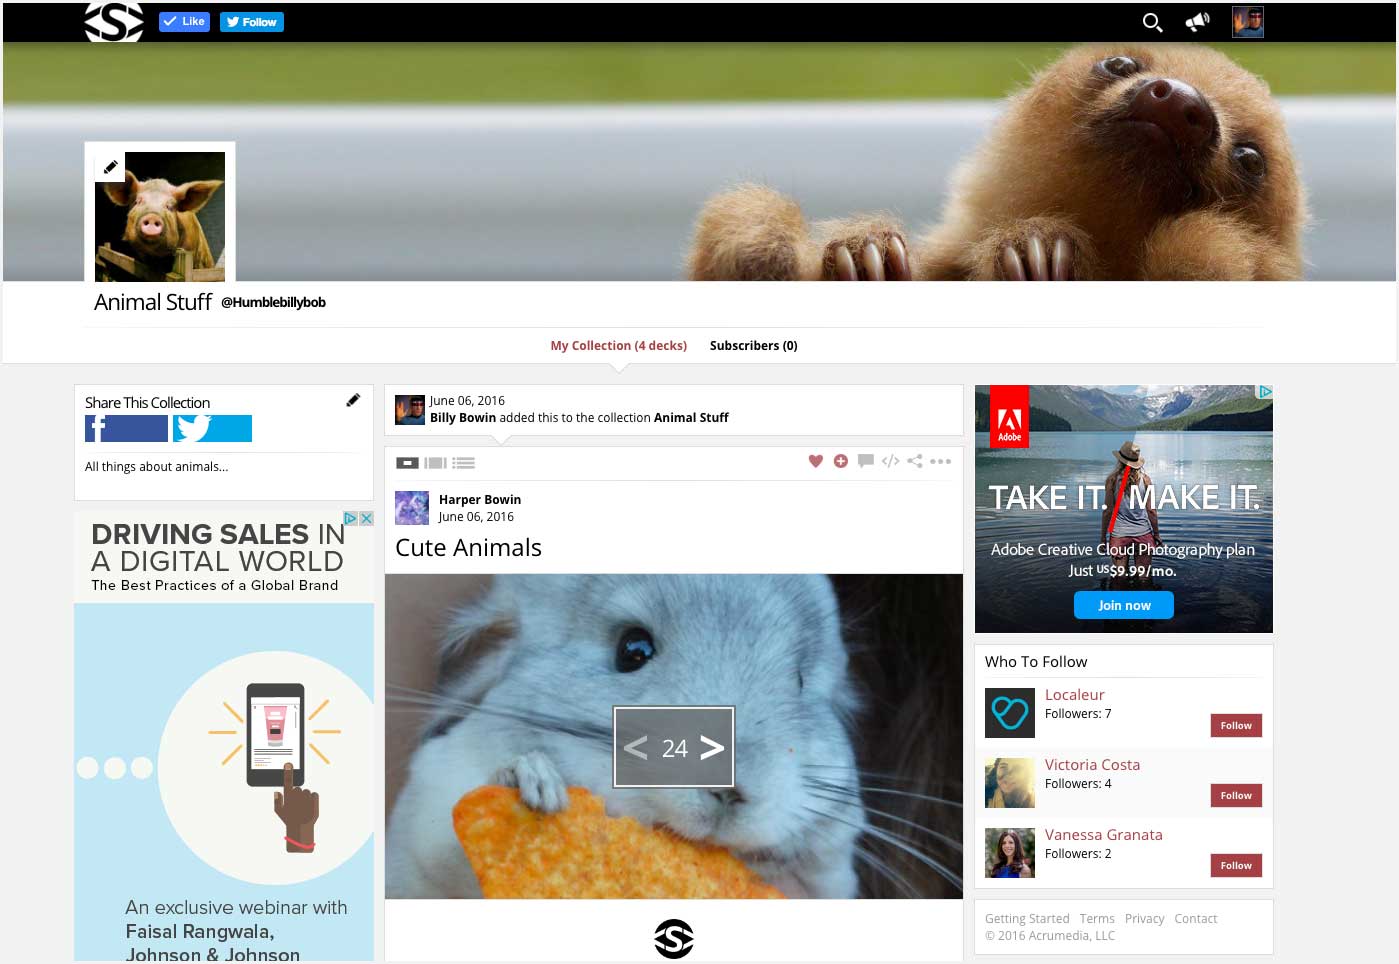 Like
Follow
Animal Stuff @Humblebillybob
My Collection (4 decks) Subscribers (0)
Share This Collection
All things about animals...
DRIVING SALES IN
A DIGITAL WORLD
The Best Practices of a Global Brand
An exclusive webinar with
Faisal Rangwala,
Johnson & Johnson
June 06, 2016
Billy Bowin added this to the collection Animal Stuff
Harper Bowin
June 06, 2016
Cute Animals
< 24 >
S
Adobe
TAKE IT. / MAKE IT.
Adobe Creative Cloud Photography plan
Just US$9.99/mo.
Join now
Who To Follow
Localeur
Followers: 7
Follow
Victoria Costa
Followers: 4
Follow
Vanessa Granata
Followers: 2
Follow
Getting Started Terms Privacy Contact
© 2016 Acrumedia, LLC